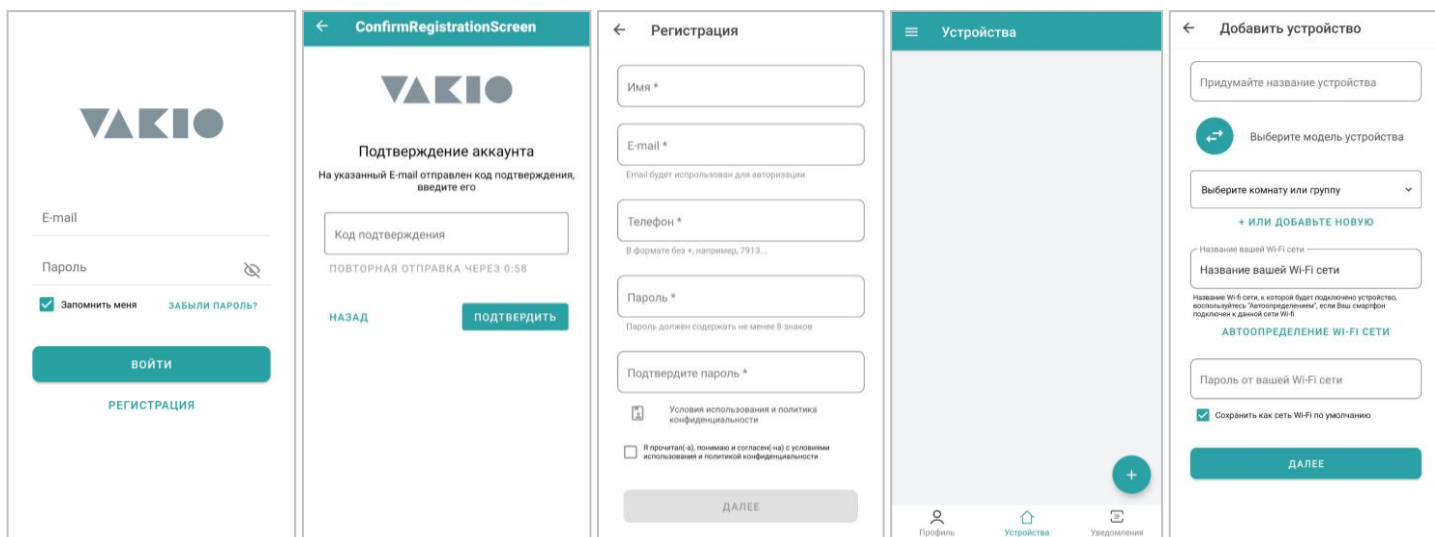 VAKIO
E-mail
Пароль
Запомнить меня
ЗАБЫЛИ ПАРОЛЬ?
ВОЙТИ
РЕГИСТРАЦИЯ
ConfirmRegistrationScreen
VAKIO
Подтверждение аккаунта
На указанный E-mail отправлен код подтверждения,
введите его
Код подтверждения
ПОВТОРНАЯ ОТПРАВКА ЧЕРЕЗ 0:58
НАЗАД
ПОДТВЕРДИТЬ
Регистрация
Имя *
E-mail *
Email будет испрользован для авторизации
Телефон *
В формате без +, например, 7913...
Пароль *
Пароль должен содержать не менее 8 знаков
Подтвердите пароль *
Условия использования и политика
конфиденциальности
Я прочитал(-а), понимаю и согласен(-на) с условиями
использования и политикой конфиденциальности
ДАЛЕЕ
Устройства
+
Профиль
Устройства
Уведомления
Добавить устройство
Придумайте название устройства
Выберите модель устройства
Выберите комнату или группу
+ ИЛИ ДОБАВЬТЕ НОВУЮ
Название вашей Wi-Fi сети
Название вашей Wi-Fi сети
Название Wi-fi сети, к которой будет подключено устройство,
воспользуйтесь "Автоопределением", если Ваш смартфон
подключен к данной сети Wi-fi
АВТООПРЕДЕЛЕНИЕ WI-FI СЕТИ
Пароль от вашей Wi-Fi сети
Сохранить как сеть Wi-Fi по умолчанию
ДАЛЕЕ